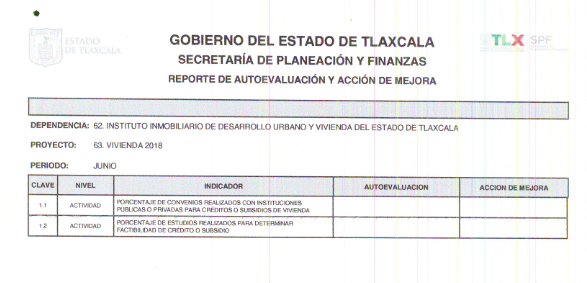 ESTADO
DE TLAXCALA
GOBIERNO DEL ESTADO DE TLAXCALA
TLX SPF
SECRETARÍA DE PLANEACIÓN Y FINANZAS
REPORTE DE AUTOEVALUACIÓN Y ACCIÓN DE MEJORA
DEPENDENCIA: 62. INSTITUTO INMOBILIARIO DE DESARROLLO URBANO Y VIVIENDA DEL ESTADO DE TLAXCALA
PROYECTO: 63. VIVIENDA 2018
PERIODO: JUNIO
CLAVE NIVEL INDICADOR AUTOEVALUACION ACCION DE MEJORA
1.1 ACTIVIDAD PORCENTAJE DE CONVENIOS REALIZADOS CON INSTITUCIONES
PUBLICAS O PRIVADAS PARA CRÉDITOS O SUBSIDIOS DE VIVIENDA
1.2 ACTIVIDAD PORCENTAJE DE ESTUDIOS REALIZADOS PARA DETERMINAR
FACTIBILIDAD DE CRÉDITO O SUBSIDIO